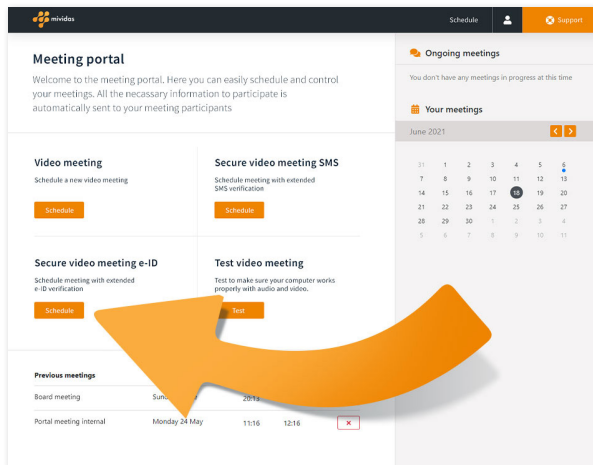 mividas
Schedule
Support
Meeting portal
Welcome to the meeting portal. Here you can easily schedule and control
your meetings. All the necassary information to participate is
automatically sent to your meeting participants
Video meeting
Schedule a new video meeting
Schedule
Secure video meeting SMS
Schedule meeting with extended
SMS verification
Schedule
Secure video meeting e-ID
Schedule meeting with extended
e-ID verification
Schedule
Test video meeting
Test to make sure your computer works
properly with audio and video.
Test
Previous meetings
Board meeting
20:13
Portal meeting internal Monday 24 May 11:16 12:16 ×
Ongoing meetings
You don't have any meetings in progress at this time
Your meetings
June 2021 < >
31 1 2 3 4 5 6
7 8 9 10 11 12 13
14 15 16 17 18 19 20
21 22 23 24 25 26 27
28 29 30 1 2 3 4
5 6 7 8 9 10 11